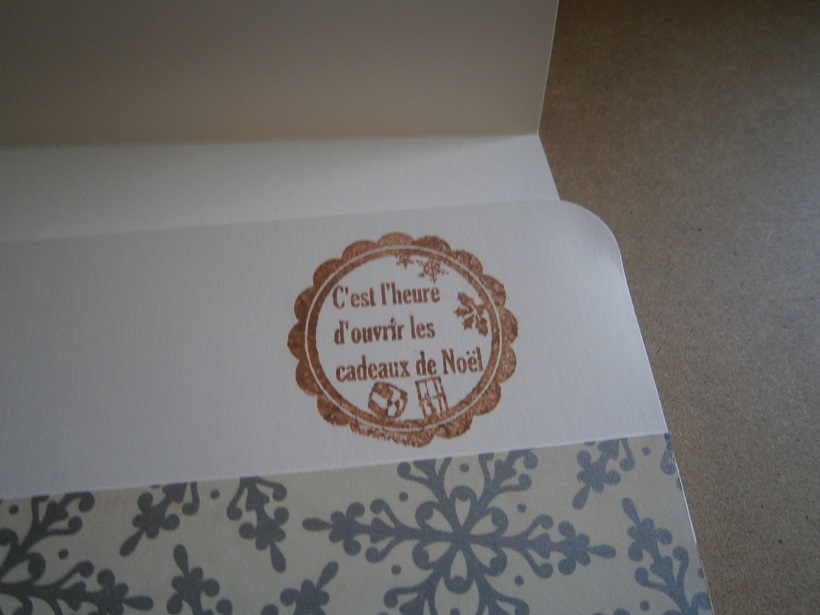 C'est l'heure
d'ouvrir les
cadeaux de Noël